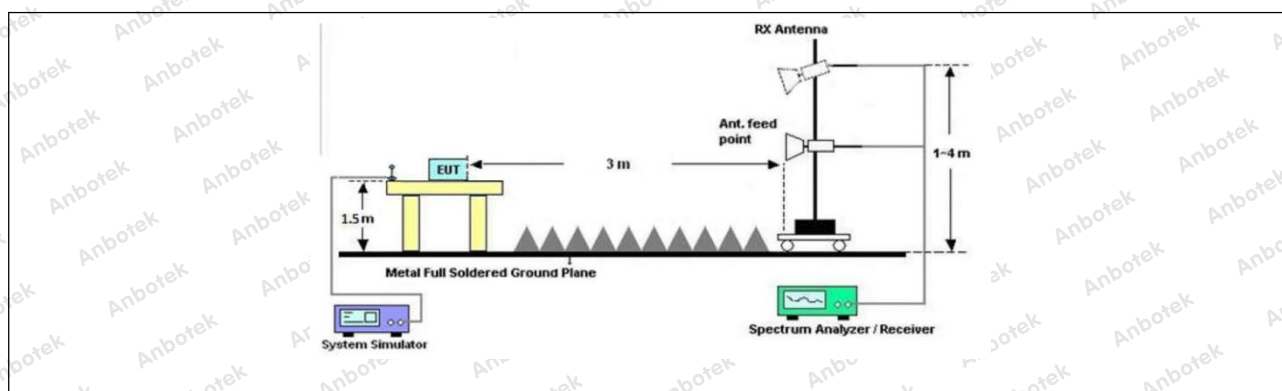 RX Antenna
Ant. feed
point
EUT
3 m
1~4 m
1.5 m
Metal Full Soldered Ground Plane
System Simulator
Spectrum Analyzer / Receiver
Anbotek